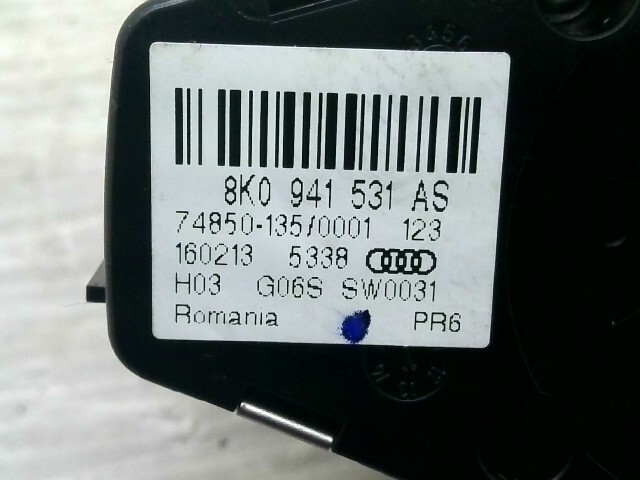 8K0 941 531 AS
74850-135/0001 123
160213 5338
H03 G06S SW0031
Romania PR6